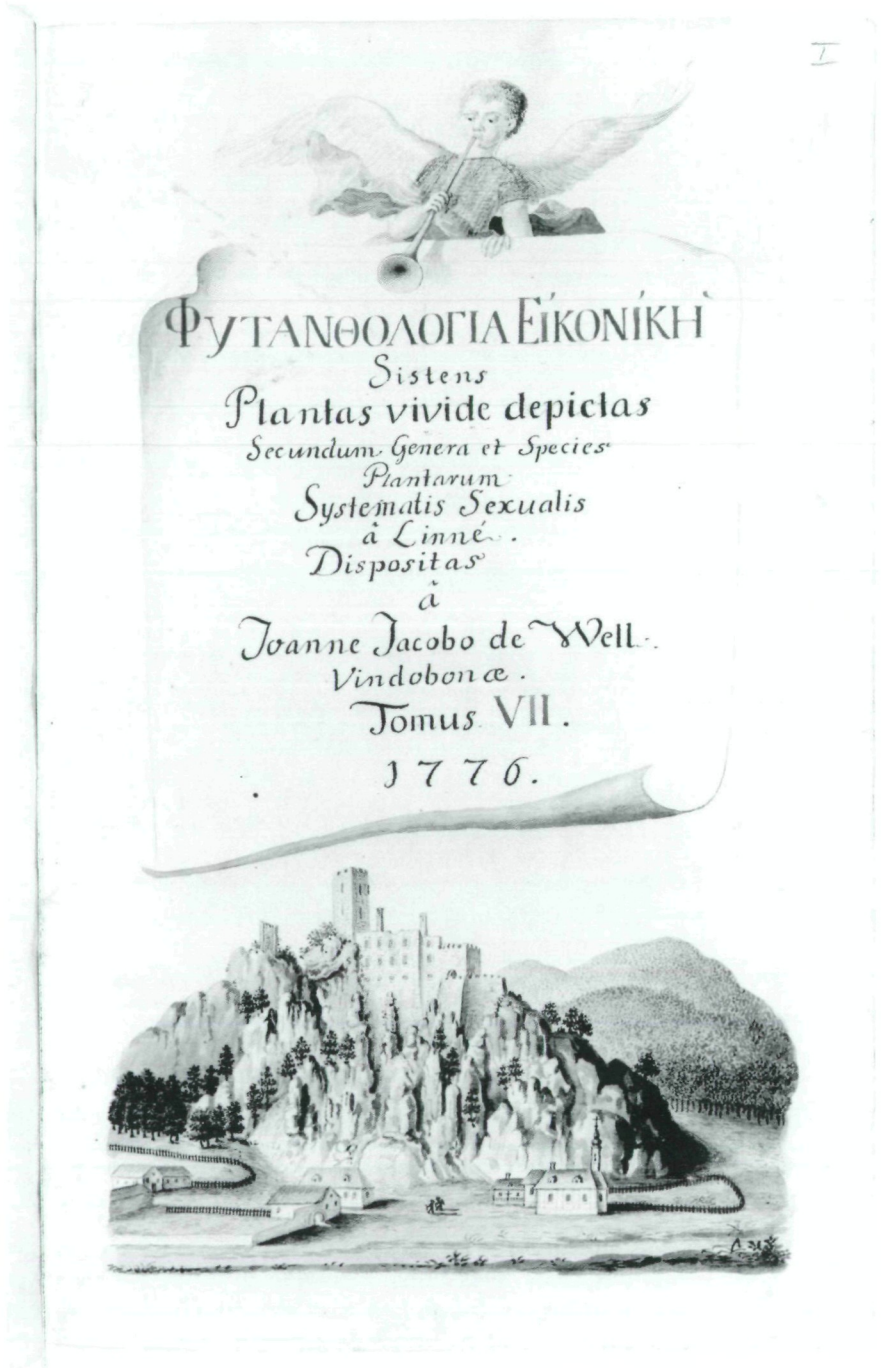 I
ΦΥΤΑΝΘΟΛΟΓΙΑ ΕἰΚΟΝίΚῊ
Sistens
Plantas vivide depictas
Secundum Genera et Species
Plantarum
Systematis Sexualis
â Linné.
Dispositas
â
Joanne Jacobo de Well.
Vindobonæ.
Tomus VII.
1776.